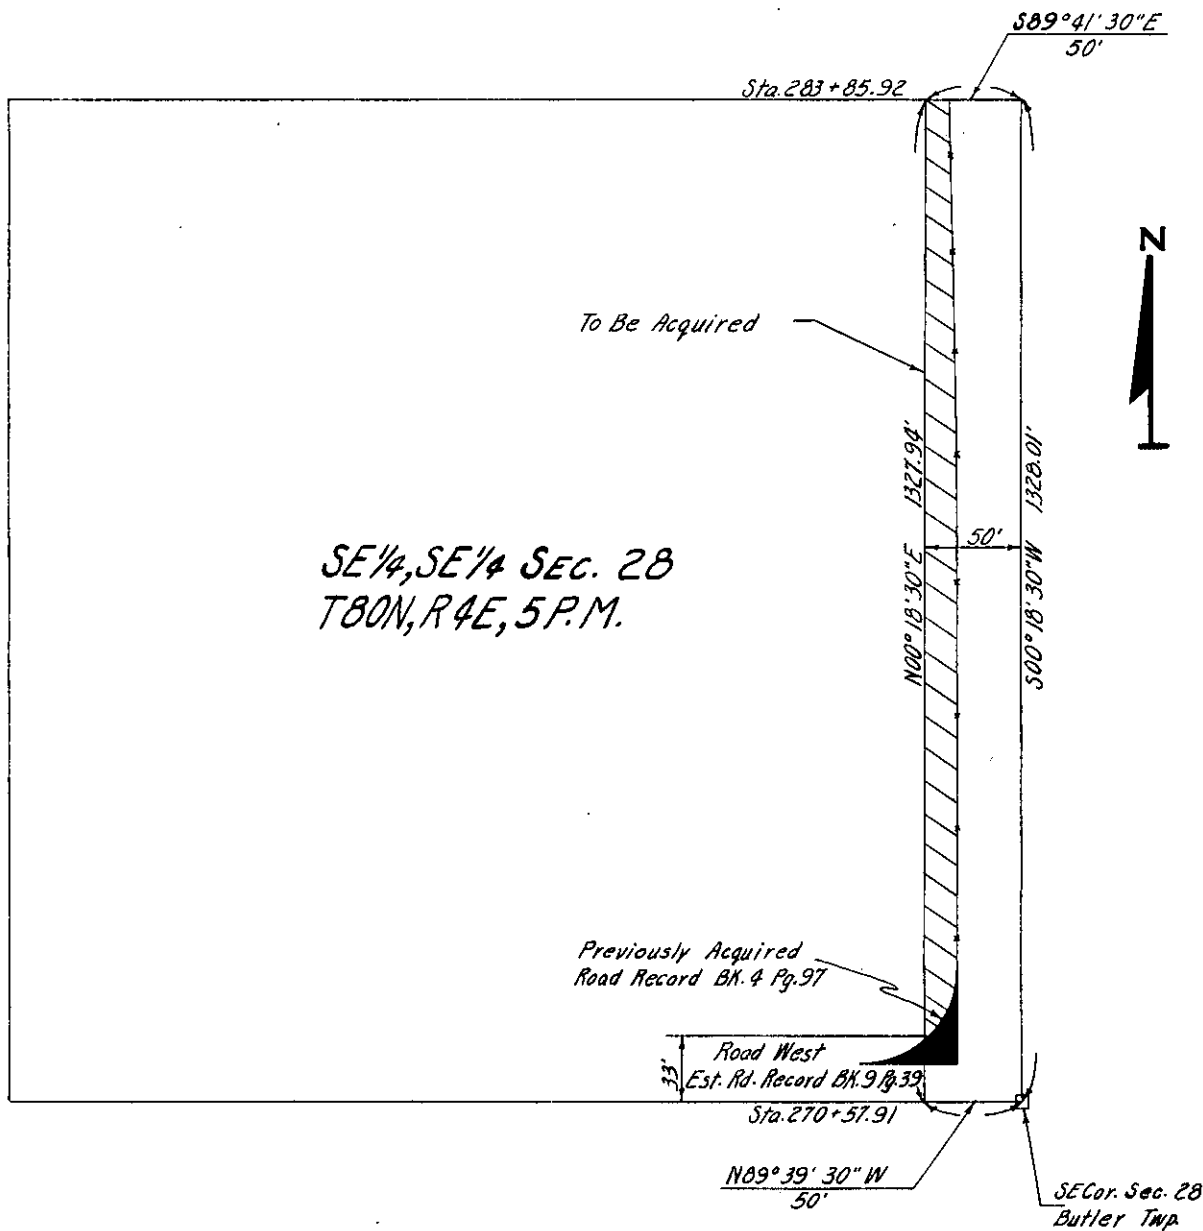 S89°41'30"E
50'
Sta.283+85.92
N
To Be Acquired
N00°18'30"E 1327.94'
S00°18'30"W 1328.01'
50'
SE1/4,SE1/4 SEC. 28
T80N,R4E,5P.M.
Previously Acquired
Road Record BK.4 Pg.97
33'
Road West
Est. Rd. Record BK.9 Pg.39
Sta.270+57.91
N89°39'30"W
50'
SECor. Sec. 28
Butler Twp.